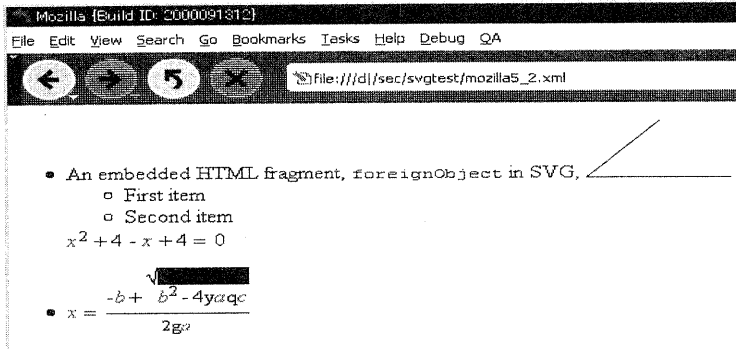 Mozilla {Build ID: 2000091312}
File Edit View Search Go Bookmarks Tasks Help Debug QA
file:///d|/sec/svgtest/mozilla5_2.xml
• An embedded HTML fragment, foreignObject in SVG,
o First item
o Second item
x² + 4 - x + 4 = 0
-b + √ b² - 4yaqc
• x =
2ga